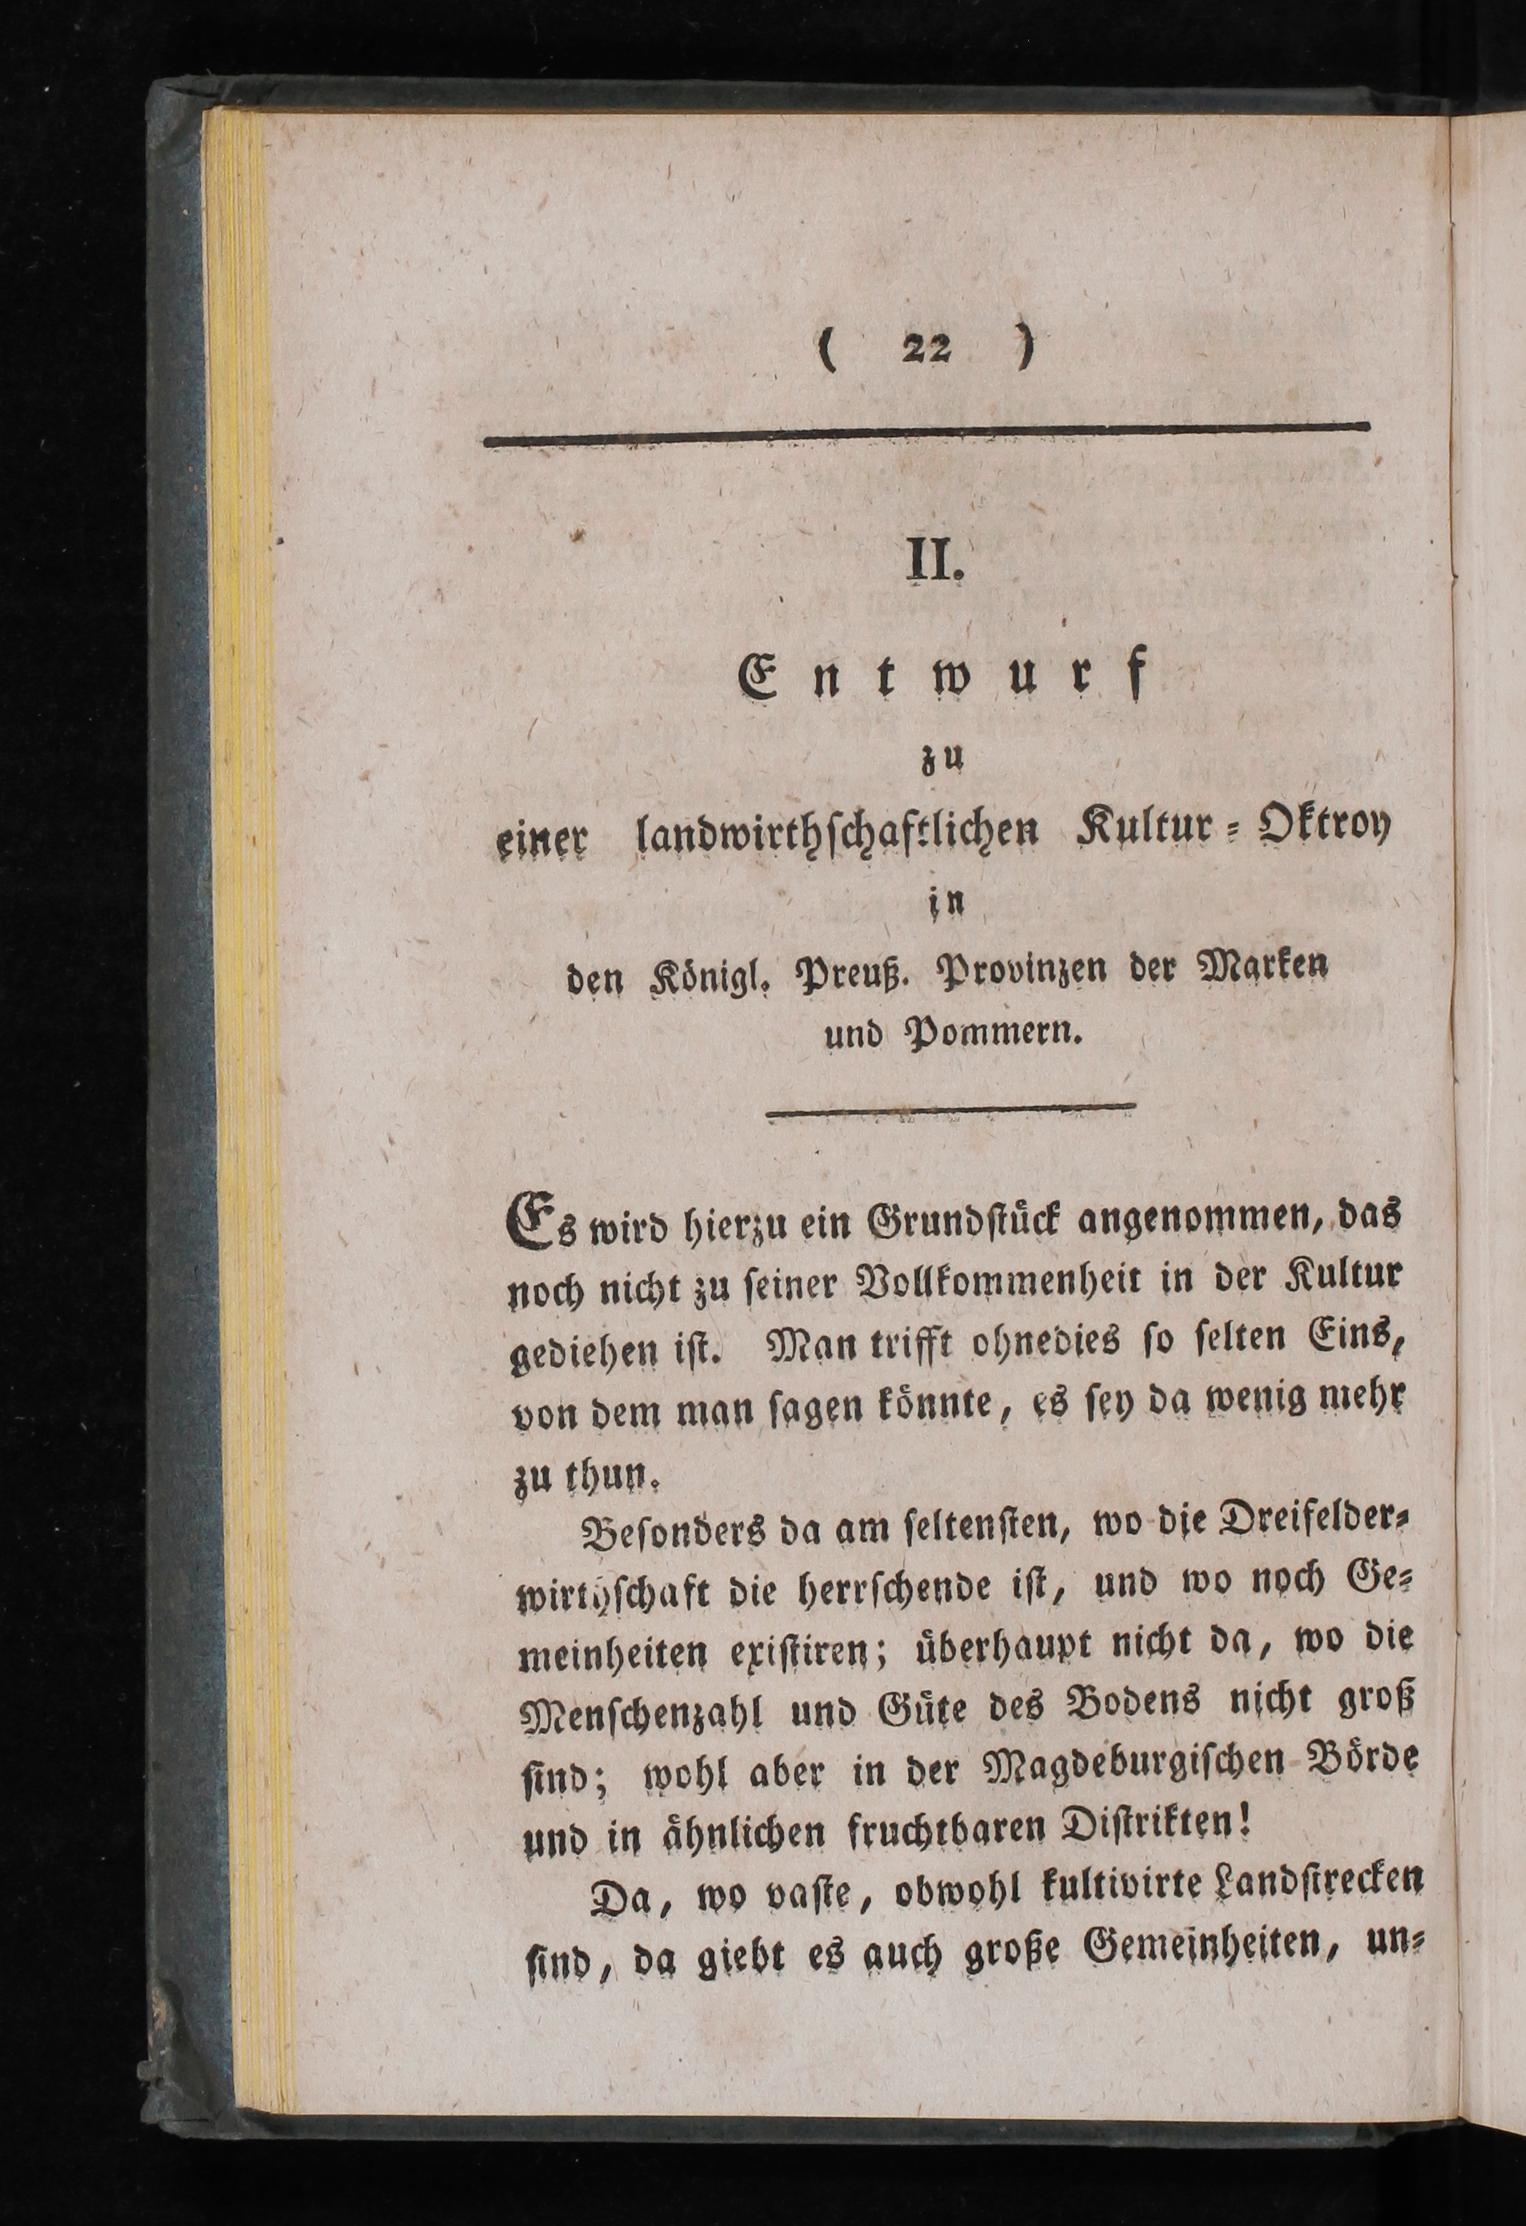 ( 22 )
II.
Entwurf
zu
einer landwirthſchaftlichen Kultur⸗Oktroy
in
den Königl. Preuß. Provinzen der Marken
und Pommern.
Es wird hierzu ein Grundſtück angenommen, das
noch nicht zu ſeiner Vollkommenheit in der Kultur
gediehen iſt. Man trifft ohnedies ſo ſelten Eins,
von dem man ſagen könnte, es ſey da wenig mehr
zu thun.
Beſonders da am ſeltenſten, wo die Dreifelder⸗
wirthſchaft die herrſchende iſt, und wo noch Ge⸗
meinheiten exiſtiren; überhaupt nicht da, wo die
Menſchenzahl und Güte des Bodens nicht groß
ſind; wohl aber in der Magdeburgiſchen Börde
und in ähnlichen fruchtbaren Diſtrikten!
Da, wo vaſte, obwohl kultivirte Landſtrecken
ſind, da giebt es auch große Gemeinheiten, un⸗